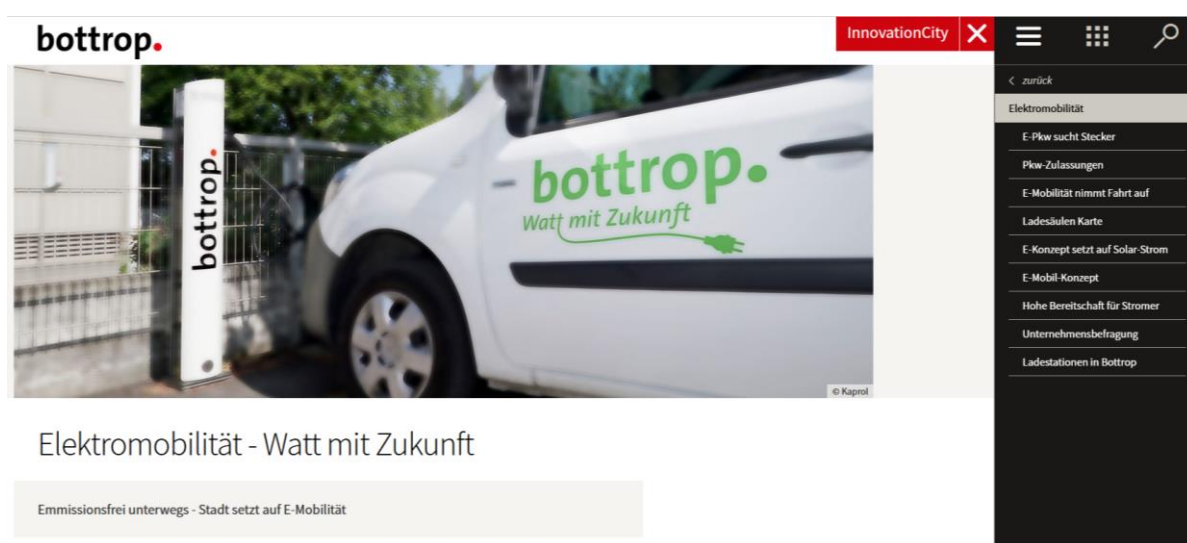 bottrop.
InnovationCity
bottrop.
bottrop.
Watt mit Zukunft
© Kaprol
< zurück
Elektromobilität
E-Pkw sucht Stecker
Pkw-Zulassungen
E-Mobilität nimmt Fahrt auf
Ladesäulen Karte
E-Konzept setzt auf Solar-Strom
E-Mobil-Konzept
Hohe Bereitschaft für Stromer
Unternehmensbefragung
Ladestationen in Bottrop
Elektromobilität - Watt mit Zukunft
Emmissionsfrei unterwegs - Stadt setzt auf E-Mobilität